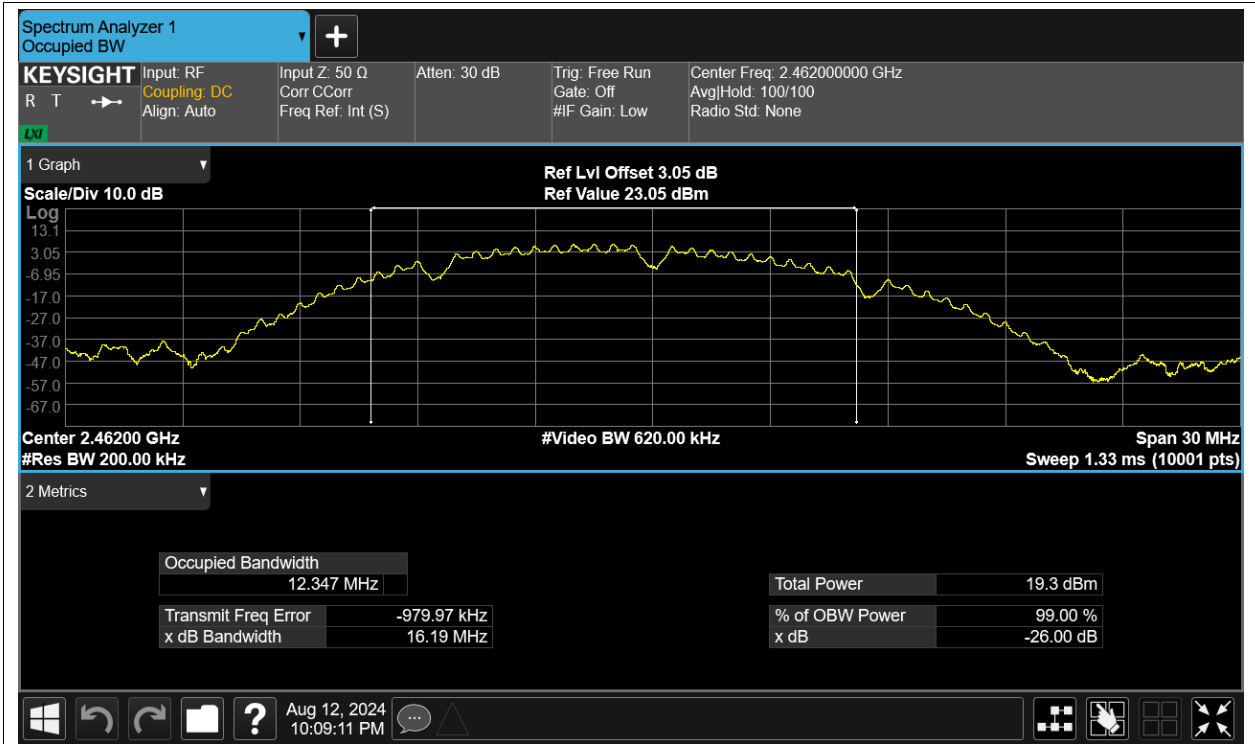 Spectrum Analyzer 1
Occupied BW
▼
+
KEYSIGHT Input: RF Input Z: 50 Ω Atten: 30 dB Trig: Free Run Center Freq: 2.462000000 GHz
R T Coupling: DC Corr CCorr Gate: Off Avg|Hold: 100/100
Align: Auto Freq Ref: Int (S) #IF Gain: Low Radio Std: None
LXI
1 Graph ▼
Ref Lvl Offset 3.05 dB
Scale/Div 10.0 dB Ref Value 23.05 dBm
Log
13.1
3.05
-6.95
-17.0
-27.0
-37.0
-47.0
-57.0
-67.0
Center 2.46200 GHz #Video BW 620.00 kHz Span 30 MHz
#Res BW 200.00 kHz Sweep 1.33 ms (10001 pts)
2 Metrics ▼
Occupied Bandwidth
12.347 MHz Total Power 19.3 dBm
Transmit Freq Error -979.97 kHz % of OBW Power 99.00 %
x dB Bandwidth 16.19 MHz x dB -26.00 dB
? Aug 12, 2024
10:09:11 PM